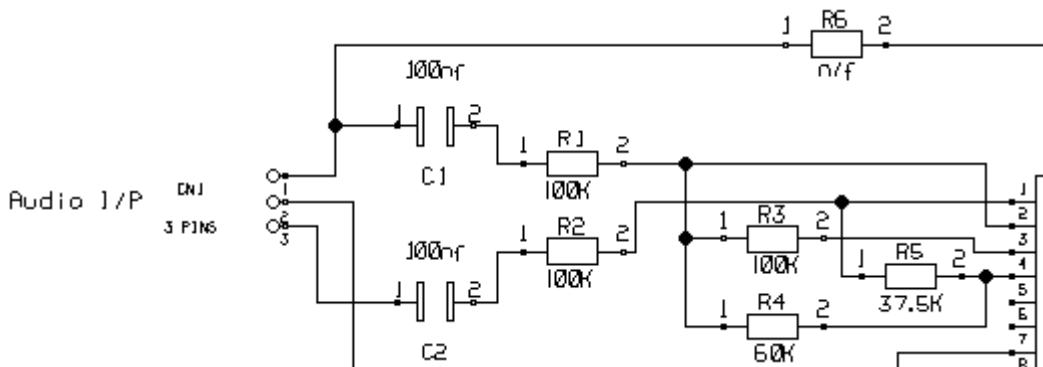 1 R6 2
n/f
100nf
1 2
C1
1 R1 2
100K
Audio I/P
CN1
3 PINS
1
2
3
100nf
1 2
C2
1 R2 2
100K
1 R3 2
100K
1 R4 2
60K
1 R5 2
37.5K
1
2
3
4
5
6
7
8